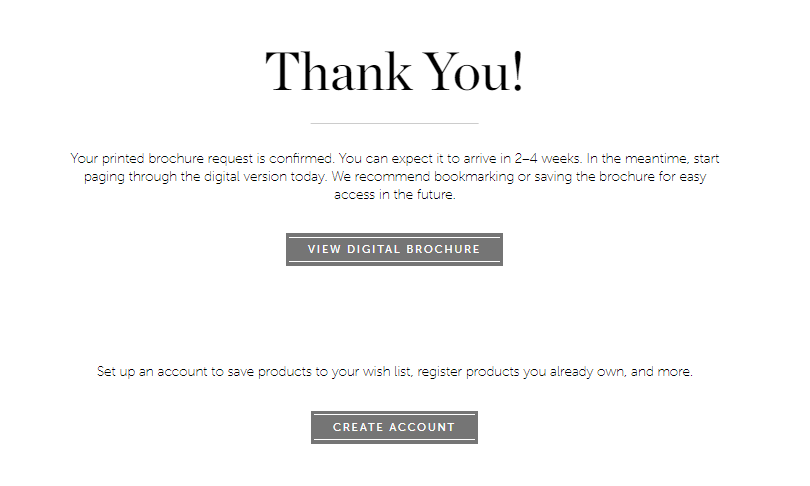 Thank You!
Your printed brochure request is confirmed. You can expect it to arrive in 2–4 weeks. In the meantime, start
paging through the digital version today. We recommend bookmarking or saving the brochure for easy
access in the future.
VIEW DIGITAL BROCHURE
Set up an account to save products to your wish list, register products you already own, and more.
CREATE ACCOUNT